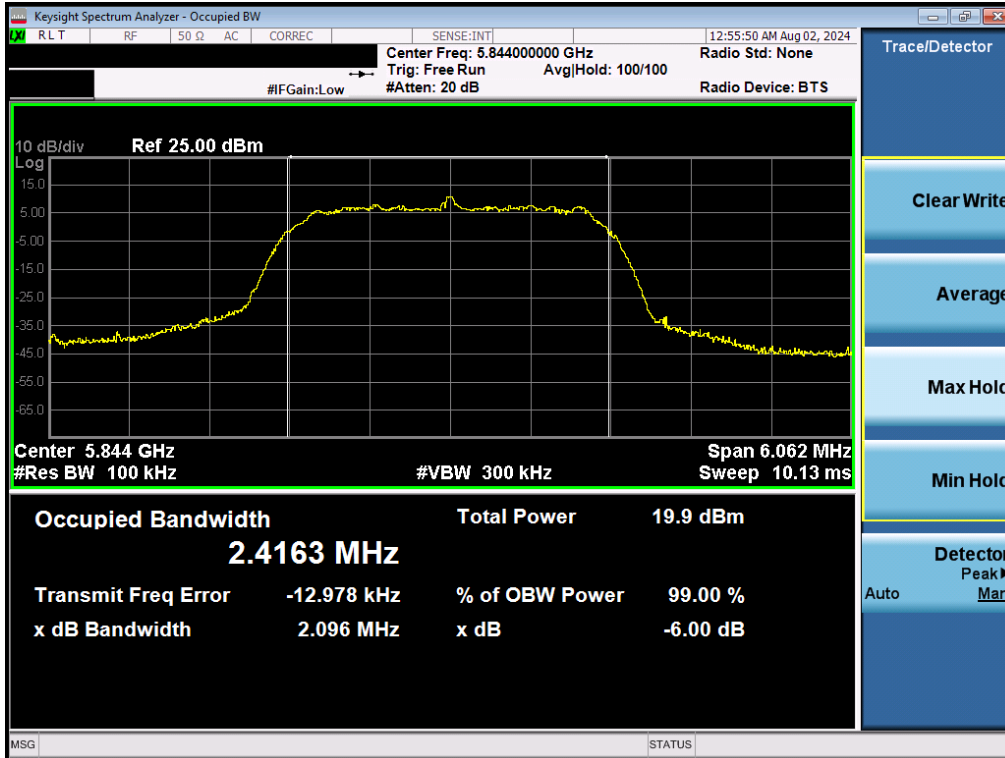 Keysight Spectrum Analyzer - Occupied BW
LXI RLT RF 50 Ω AC CORREC SENSE:INT 12:55:50 AM Aug 02, 2024
Center Freq: 5.844000000 GHz Radio Std: None
Trig: Free Run Avg|Hold: 100/100
#IFGain:Low #Atten: 20 dB Radio Device: BTS
10 dB/div Ref 25.00 dBm
Log
15.0
5.00
-5.00
-15.0
-25.0
-35.0
-45.0
-55.0
-65.0
Center 5.844 GHz Span 6.062 MHz
#Res BW 100 kHz #VBW 300 kHz Sweep 10.13 ms
Occupied Bandwidth Total Power 19.9 dBm
2.4163 MHz
Transmit Freq Error -12.978 kHz % of OBW Power 99.00 %
x dB Bandwidth 2.096 MHz x dB -6.00 dB
MSG STATUS
Trace/Detector
Clear Write
Average
Max Hold
Min Hold
Detector
Peak
Auto Man